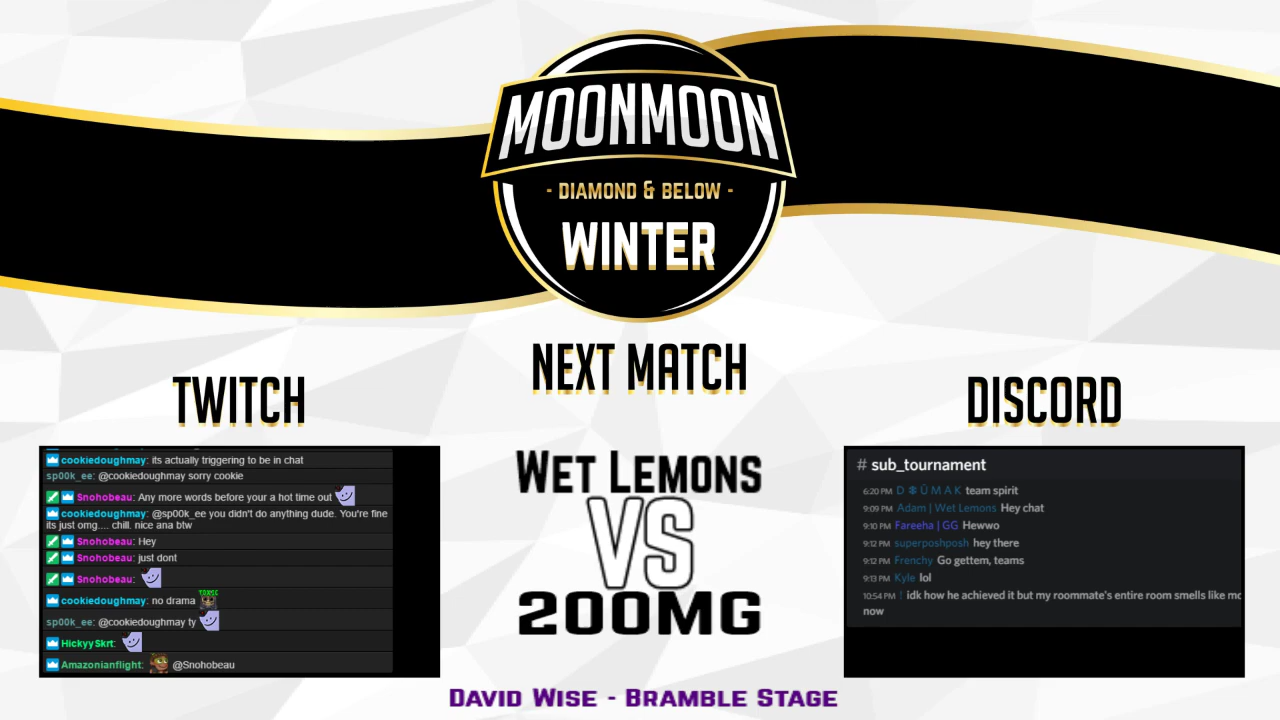 MOONMOON
- DIAMOND & BELOW -
WINTER
NEXT MATCH
TWITCH
DISCORD
cookiedoughmay: its actually triggering to be in chat
sp00k_ee: @cookiedoughmay sorry cookie
Snohobeau: Any more words before your a hot time out
cookiedoughmay: @sp00k_ee you didn't do anything dude. You're fine
its just omg.... chill. nice ana btw
Snohobeau: Hey
Snohobeau: just dont
Snohobeau:
cookiedoughmay: no drama TOXIC
sp00k_ee: @cookiedoughmay ty
HickyySkrt:
Amazonianflight: @Snohobeau
WET LEMONS
VS
200MG
# sub_tournament
6:20 PM D ❄ Ü M A K team spirit
9:09 PM Adam | Wet Lemons Hey chat
9:10 PM Fareeha | GG Hewwo
9:12 PM superposhposh hey there
9:12 PM Frenchy Go gettem, teams
9:13 PM Kyle lol
10:54 PM ! idk how he achieved it but my roommate's entire room smells like mo
now
DAVID WISE - BRAMBLE STAGE